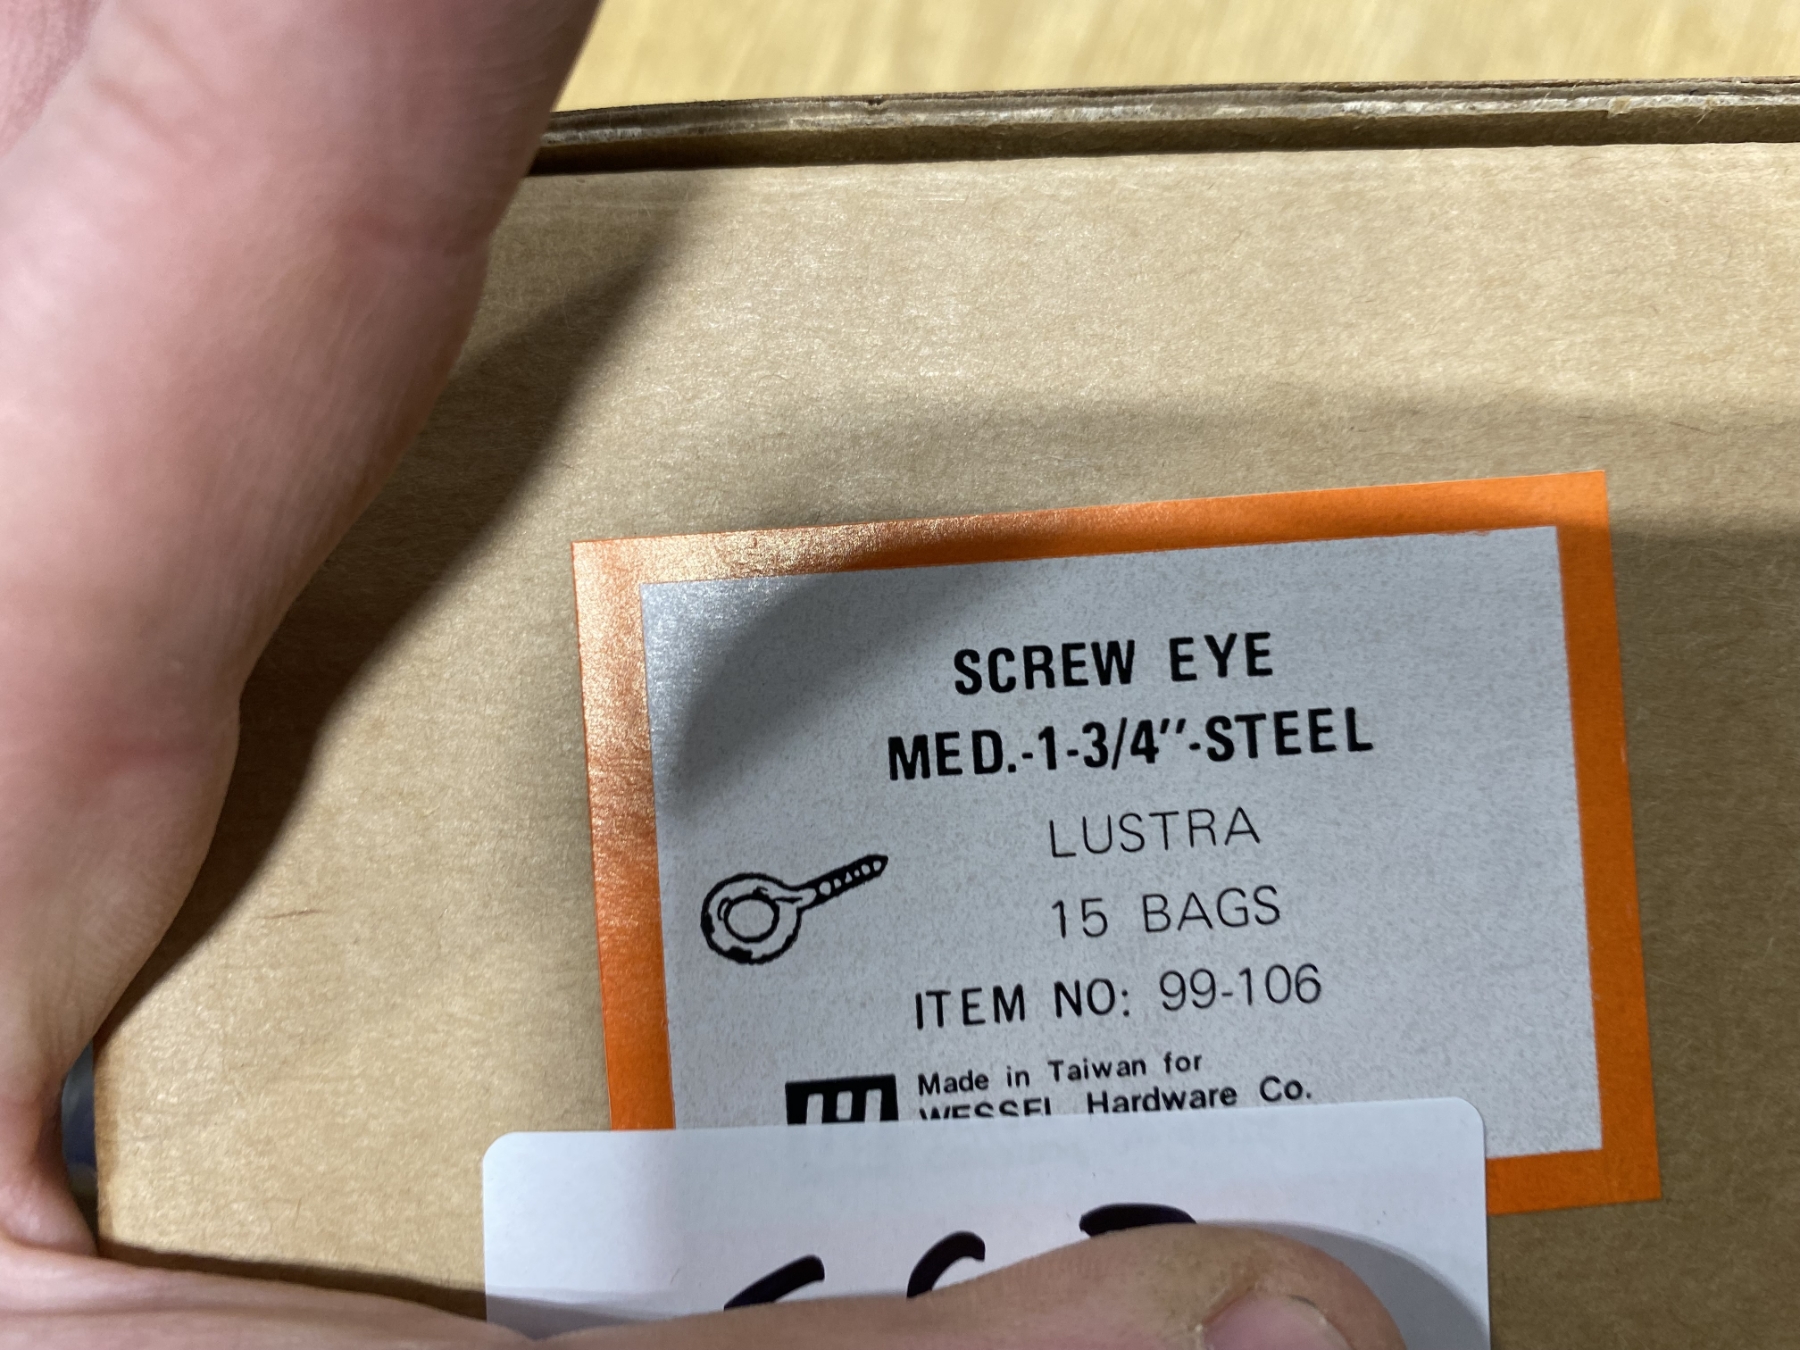 SCREW EYE
MED.-1-3/4"-STEEL
LUSTRA
15 BAGS
ITEM NO: 99-106
Made in Taiwan for
WESSEL Hardware Co.